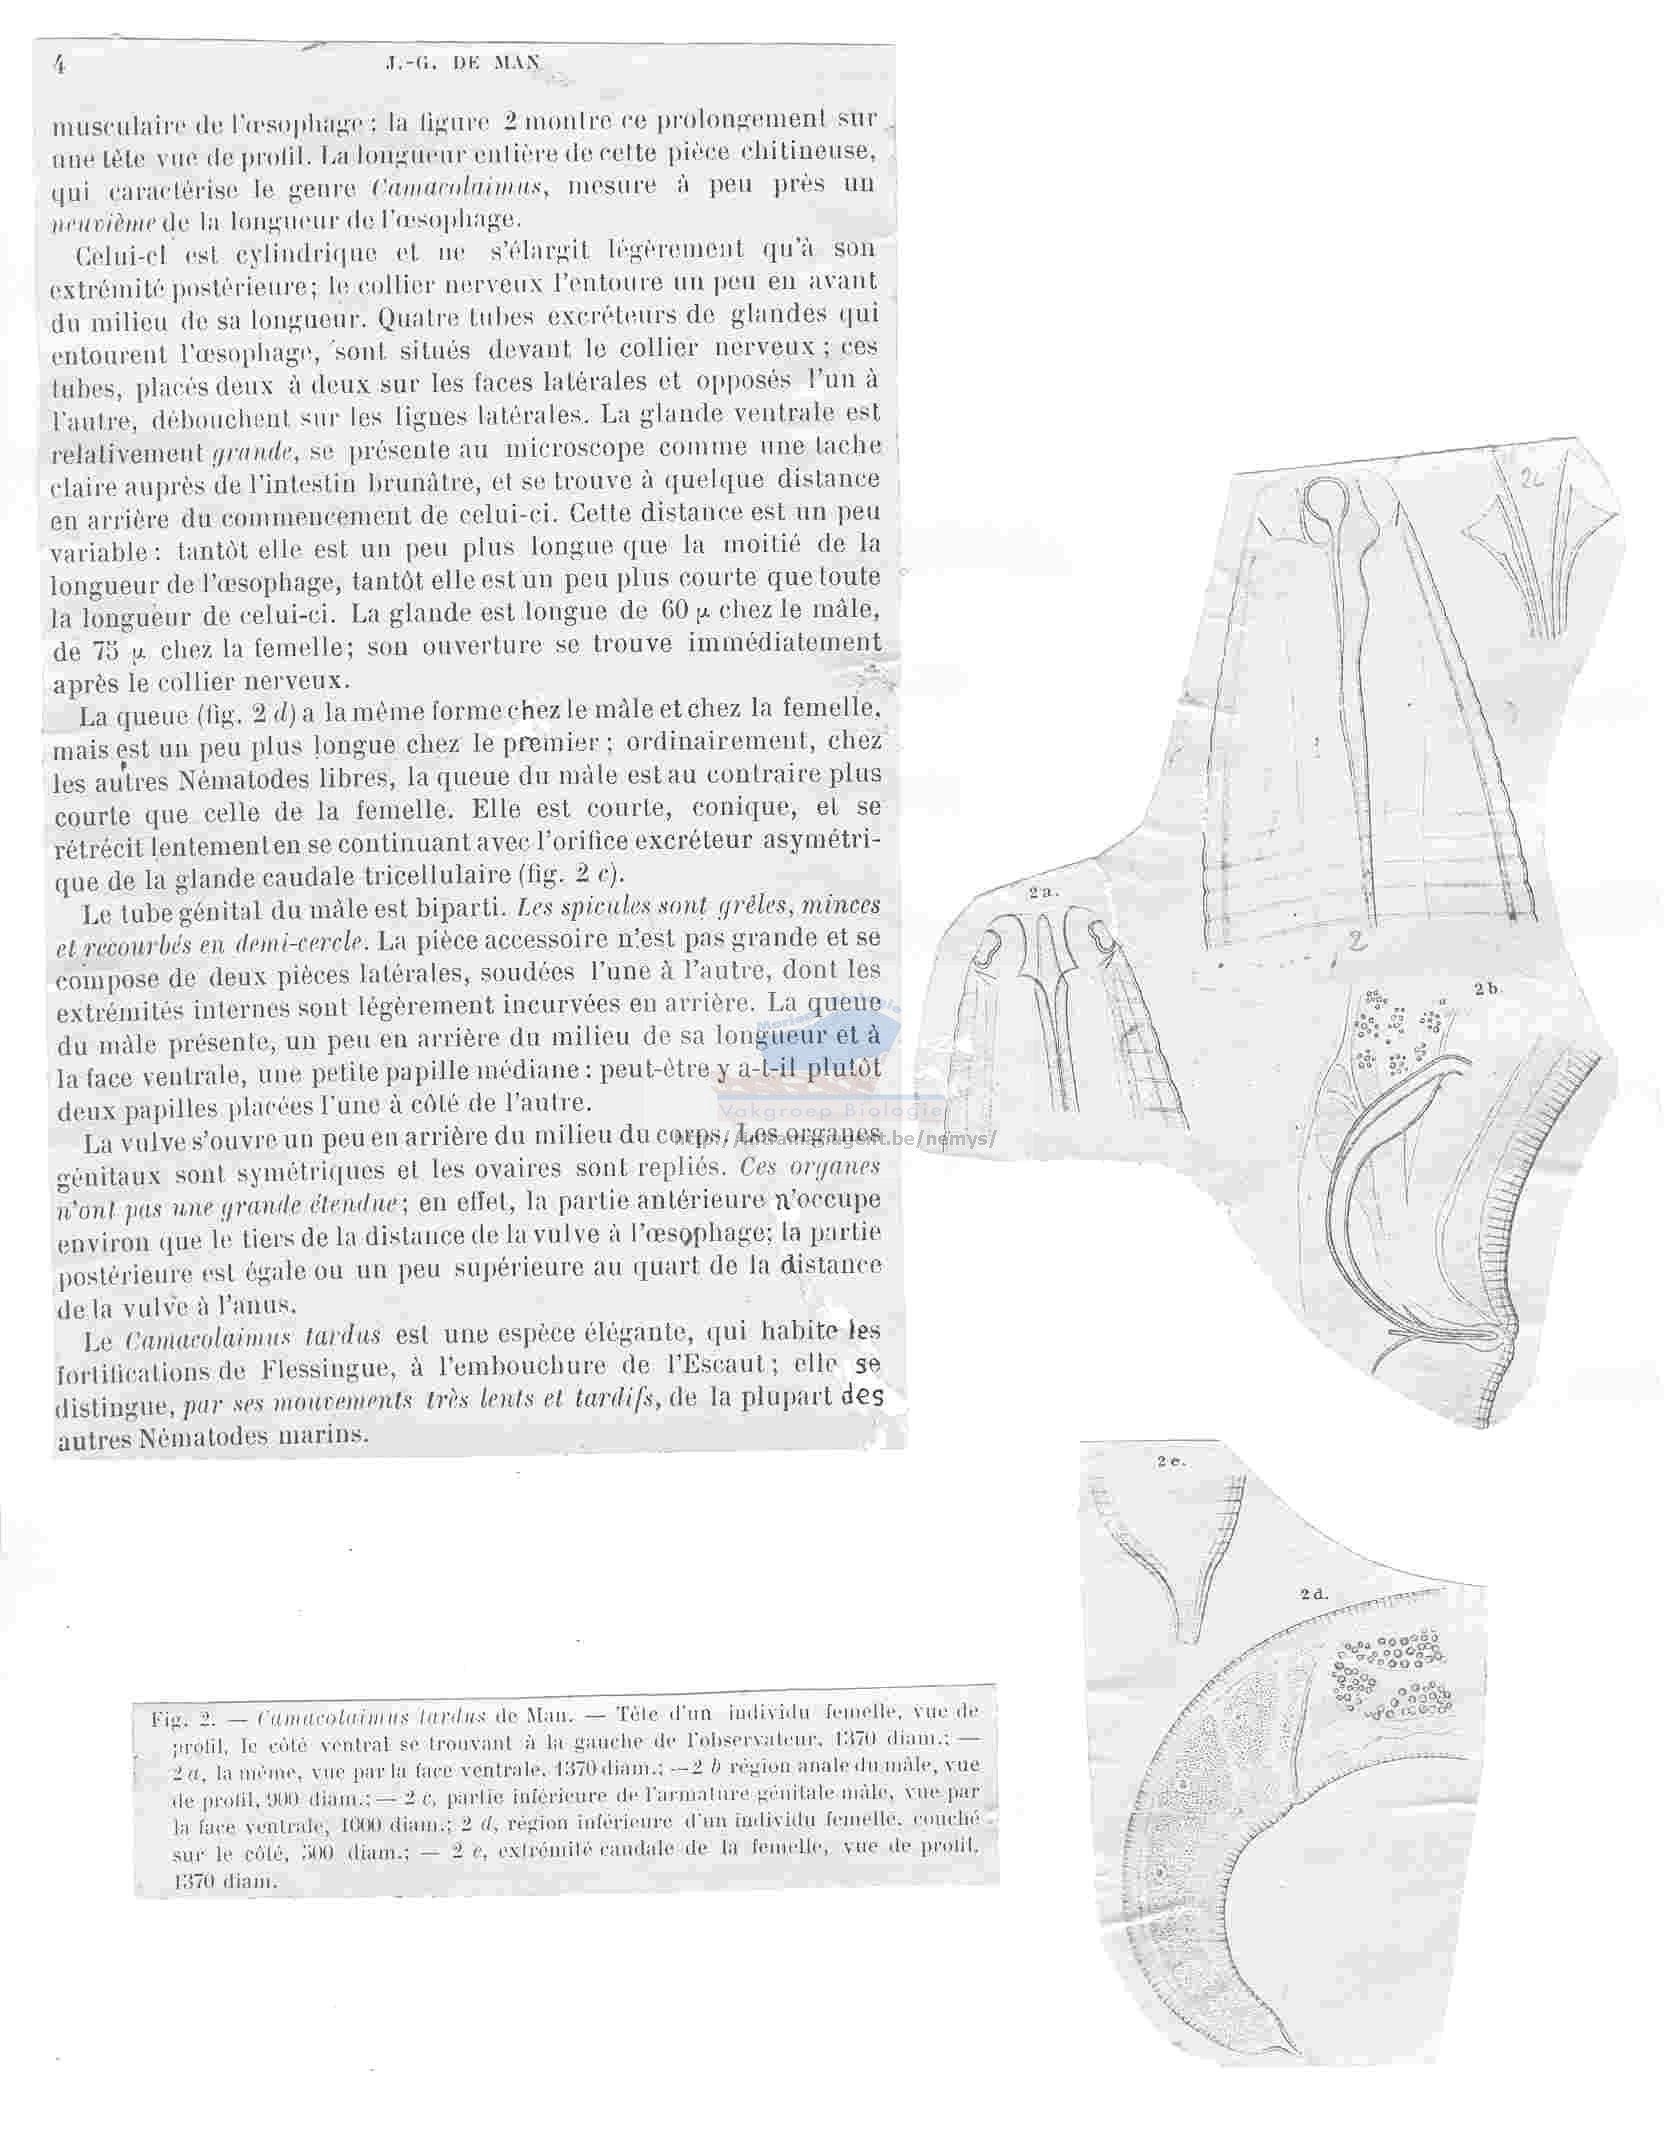 4
J.-G. DE MAN
musculaire de l'œsophage ; la figure 2 montre ce prolongement sur
une tête vue de profil. La longueur entière de cette pièce chitineuse,
qui caractérise le genre Camacolaimus, mesure à peu près un
neuvième de la longueur de l'œsophage.
Celui-ci est cylindrique et ne s'élargit légèrement qu'à son
extrémité postérieure; le collier nerveux l'entoure un peu en avant
du milieu de sa longueur. Quatre tubes excréteurs de glandes qui
entourent l'œsophage, sont situés devant le collier nerveux ; ces
tubes, placés deux à deux sur les faces latérales et opposés l'un à
l'autre, débouchent sur les lignes latérales. La glande ventrale est
relativement grande, se présente au microscope comme une tache
claire auprès de l'intestin brunâtre, et se trouve à quelque distance
en arrière du commencement de celui-ci. Cette distance est un peu
variable : tantôt elle est un peu plus longue que la moitié de la
longueur de l'œsophage, tantôt elle est un peu plus courte que toute
la longueur de celui-ci. La glande est longue de 60 μ chez le mâle,
de 75 μ chez la femelle; son ouverture se trouve immédiatement
après le collier nerveux.
La queue (fig. 2 d) a la même forme chez le mâle et chez la femelle,
mais est un peu plus longue chez le premier ; ordinairement, chez
les autres Nématodes libres, la queue du mâle est au contraire plus
courte que celle de la femelle. Elle est courte, conique, et se
rétrécit lentement en se continuant avec l'orifice excréteur asymétri-
que de la glande caudale tricellulaire (fig. 2 c).
Le tube génital du mâle est biparti. Les spicules sont grêles, minces
et recourbés en demi-cercle. La pièce accessoire n'est pas grande et se
compose de deux pièces latérales, soudées l'une à l'autre, dont les
extrémités internes sont légèrement incurvées en arrière. La queue
du mâle présente, un peu en arrière du milieu de sa longueur et à
la face ventrale, une petite papille médiane : peut-être y a-t-il plutôt
deux papilles placées l'une à côté de l'autre.
La vulve s'ouvre un peu en arrière du milieu du corps. Les organes
génitaux sont symétriques et les ovaires sont repliés. Ces organes
n'ont pas une grande étendue ; en effet, la partie antérieure n'occupe
environ que le tiers de la distance de la vulve à l'œsophage; la partie
postérieure est égale ou un peu supérieure au quart de la distance
de la vulve à l'anus.
Le Camacolaimus tardus est une espèce élégante, qui habite les
fortifications de Flessingue, à l'embouchure de l'Escaut ; elle se
distingue, par ses mouvements très lents et tardifs, de la plupart des
autres Nématodes marins.
Vakgroep Biologie
2c
2a.
2
2b.
2e.
2d.
Fig. 2. — Camacolaimus tardus de Man. — Tête d'un individu femelle, vue de
profil, le côté ventral se trouvant à la gauche de l'observateur, 1370 diam.; —
2 a, la même, vue par la face ventrale, 1370 diam.; — 2 b région anale du mâle, vue
de profil, 900 diam.; — 2 c, partie inférieure de l'armature génitale mâle, vue par
la face ventrale, 1000 diam.; 2 d, région inférieure d'un individu femelle, couché
sur le côté, 500 diam.; — 2 e, extrémité caudale de la femelle, vue de profil,
1370 diam.